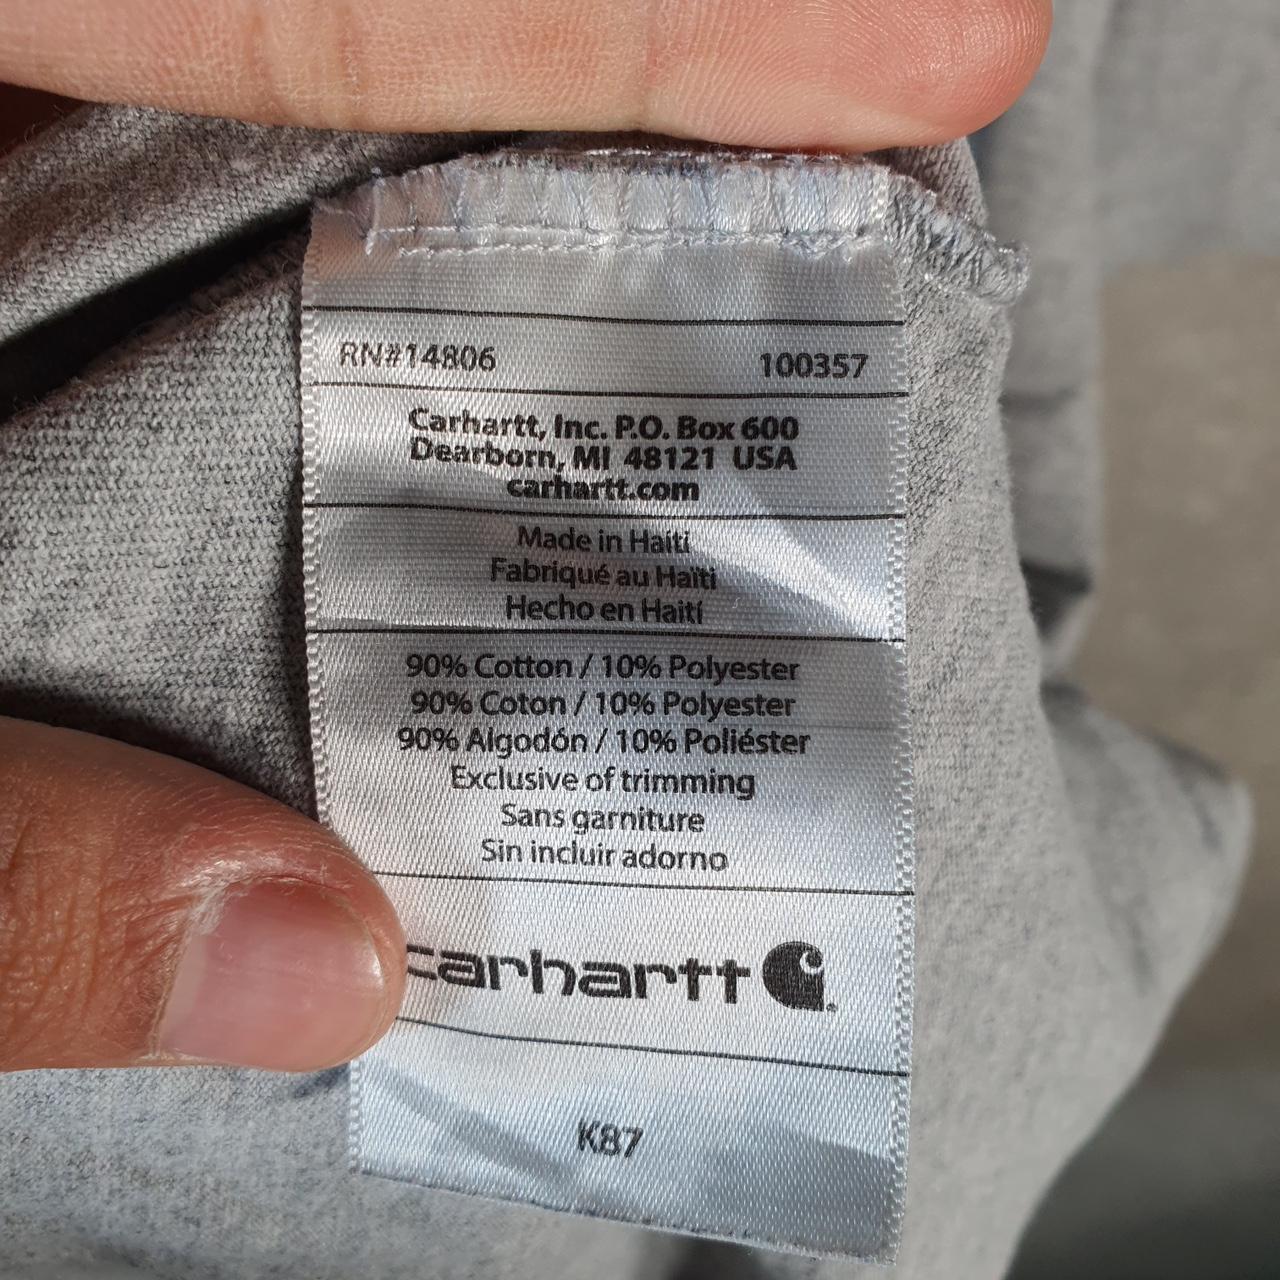 RN#14806 100357
Carhartt, Inc. P.O. Box 600
Dearborn, MI 48121 USA
carhartt.com
Made in Haiti
Fabriqué au Haïti
Hecho en Haití
90% Cotton / 10% Polyester
90% Coton / 10% Polyester
90% Algodón / 10% Poliéster
Exclusive of trimming
Sans garniture
Sin incluir adorno
carhartt
K87